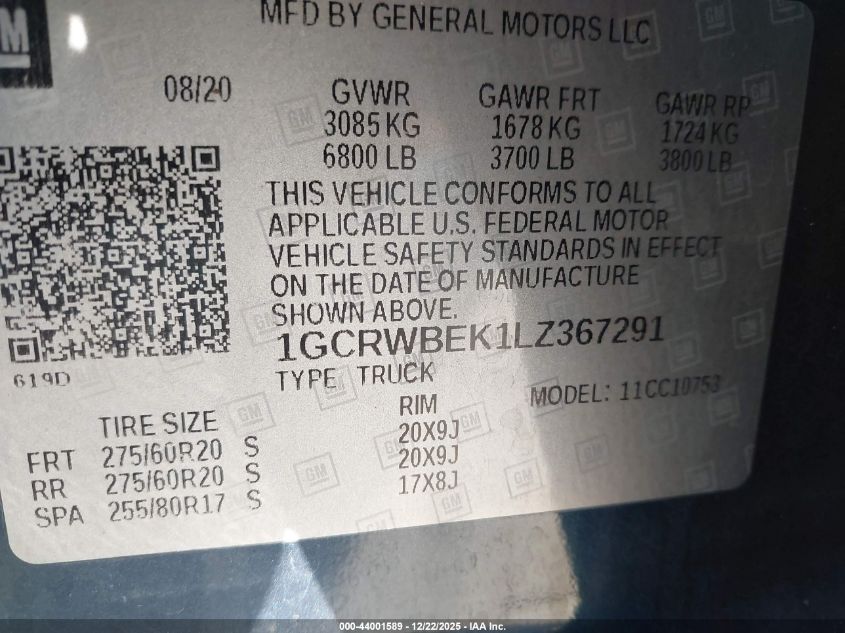 GM
MFD BY GENERAL MOTORS LLC
08/20 GVWR GAWR FRT GAWR RR
3085 KG 1678 KG 1724 KG
6800 LB 3700 LB 3800 LB
THIS VEHICLE CONFORMS TO ALL
APPLICABLE U.S. FEDERAL MOTOR
VEHICLE SAFETY STANDARDS IN EFFECT
ON THE DATE OF MANUFACTURE
SHOWN ABOVE.
1GCRWBEK1LZ367291
619D
TYPE TRUCK
MODEL: 11CC10753
TIRE SIZE RIM
FRT 275/60R20 S 20X9J
RR 275/60R20 S 20X9J
SPA 255/80R17 S 17X8J
000-44001589 - 12/22/2025 - IAA Inc.